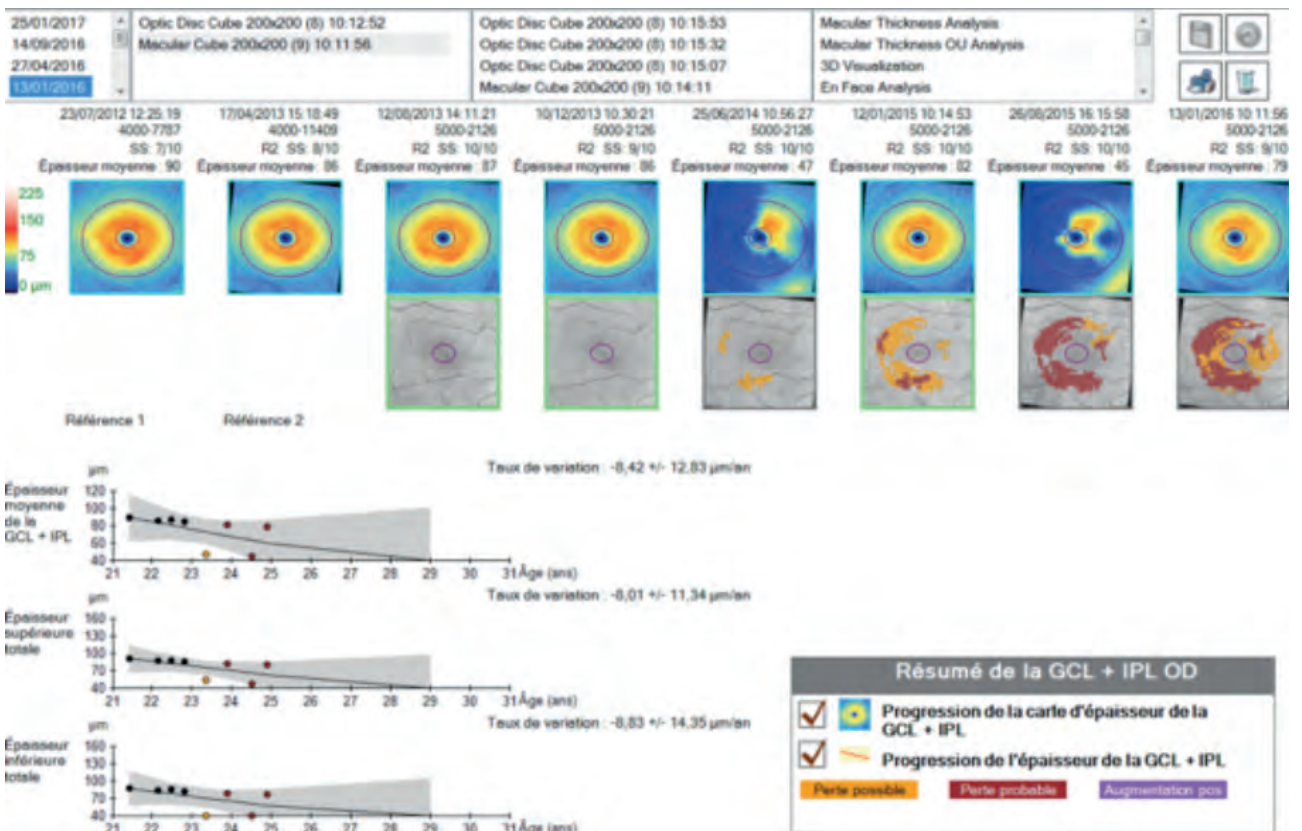 25/01/2017
14/09/2016
27/04/2016
13/01/2016
Optic Disc Cube 200x200 (8) 10:12:52
Macular Cube 200x200 (9) 10:11:56
Optic Disc Cube 200x200 (8) 10:15:53
Optic Disc Cube 200x200 (8) 10:15:32
Optic Disc Cube 200x200 (8) 10:15:07
Macular Cube 200x200 (9) 10:14:11
Macular Thickness Analysis
Macular Thickness OU Analysis
3D Visualization
En Face Analysis
23/07/2012 12:25:19
4000-7787
SS: 7/10
Épaisseur moyenne : 90
17/04/2013 15:18:49
4000-11409
R2 SS: 8/10
Épaisseur moyenne : 86
12/08/2013 14:11:21
5000-2126
R2 SS: 10/10
Épaisseur moyenne : 87
10/12/2013 10:30:21
5000-2126
R2 SS: 9/10
Épaisseur moyenne : 86
25/06/2014 10:56:27
5000-2126
R2 SS: 10/10
Épaisseur moyenne : 47
12/01/2015 10:14:53
5000-2126
R2 SS: 10/10
Épaisseur moyenne : 82
26/08/2015 16:15:58
5000-2126
R2 SS: 10/10
Épaisseur moyenne : 45
13/01/2016 10:11:56
5000-2126
R2 SS: 9/10
Épaisseur moyenne : 79
225
150
75
0 µm
Référence 1
Référence 2
Taux de variation : -8,42 +/- 12,83 µm/an
µm
Épaisseur
moyenne
de la
GCL + IPL
120
100
80
60
40
21 22 23 24 25 26 27 28 29 30 31 Âge (ans)
Taux de variation : -8,01 +/- 11,34 µm/an
µm
Épaisseur
supérieure
totale
160
130
100
70
40
21 22 23 24 25 26 27 28 29 30 31 Âge (ans)
Taux de variation : -8,83 +/- 14,35 µm/an
µm
Épaisseur
inférieure
totale
160
130
100
70
40
21 22 23 24 25 26 27 28 29 30 31 Âge (ans)
Résumé de la GCL + IPL OD
Progression de la carte d'épaisseur de la
GCL + IPL
Progression de l'épaisseur de la GCL + IPL
Perte possible
Perte probable
Augmentation pos